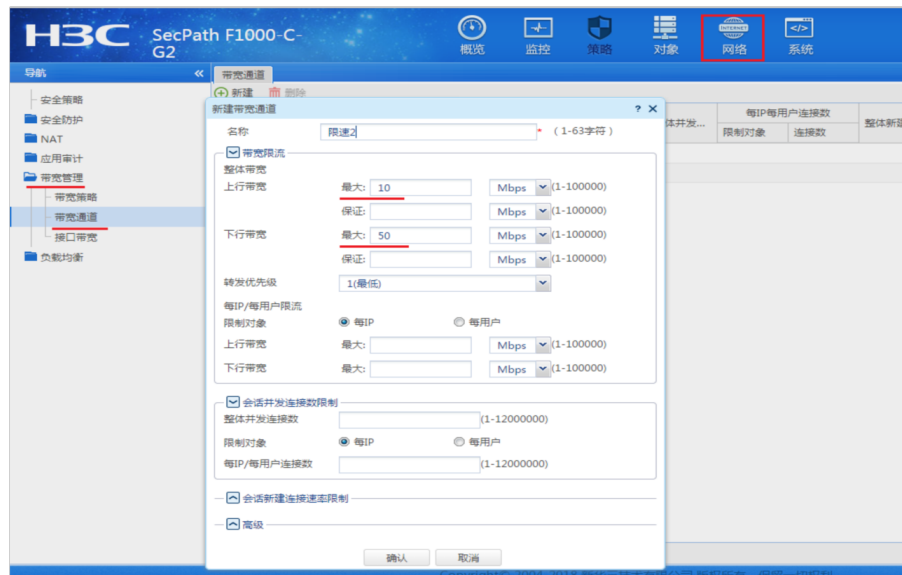 H3C SecPath F1000-C-G2
概览 监控 策略 对象 网络 系统
INTERNET
导航 «
带宽通道
安全策略
安全防护
NAT
应用审计
带宽管理
带宽策略
带宽通道
接口带宽
负载均衡
新建 删除
每IP每用户连接数
体并发... 限制对象 连接数 整体新建
新建带宽通道 ? ×
名称 限速2 * (1-63字符)
带宽限流
整体带宽
上行带宽 最大: 10 Mbps (1-100000)
保证: Mbps (1-100000)
下行带宽 最大: 50 Mbps (1-100000)
保证: Mbps (1-100000)
转发优先级 1(最低)
每IP/每用户限流
限制对象 每IP 每用户
上行带宽 最大: Mbps (1-100000)
下行带宽 最大: Mbps (1-100000)
会话并发连接数限制
整体并发连接数 (1-12000000)
限制对象 每IP 每用户
每IP/每用户连接数 (1-12000000)
会话新建连接速率限制
高级
确认 取消